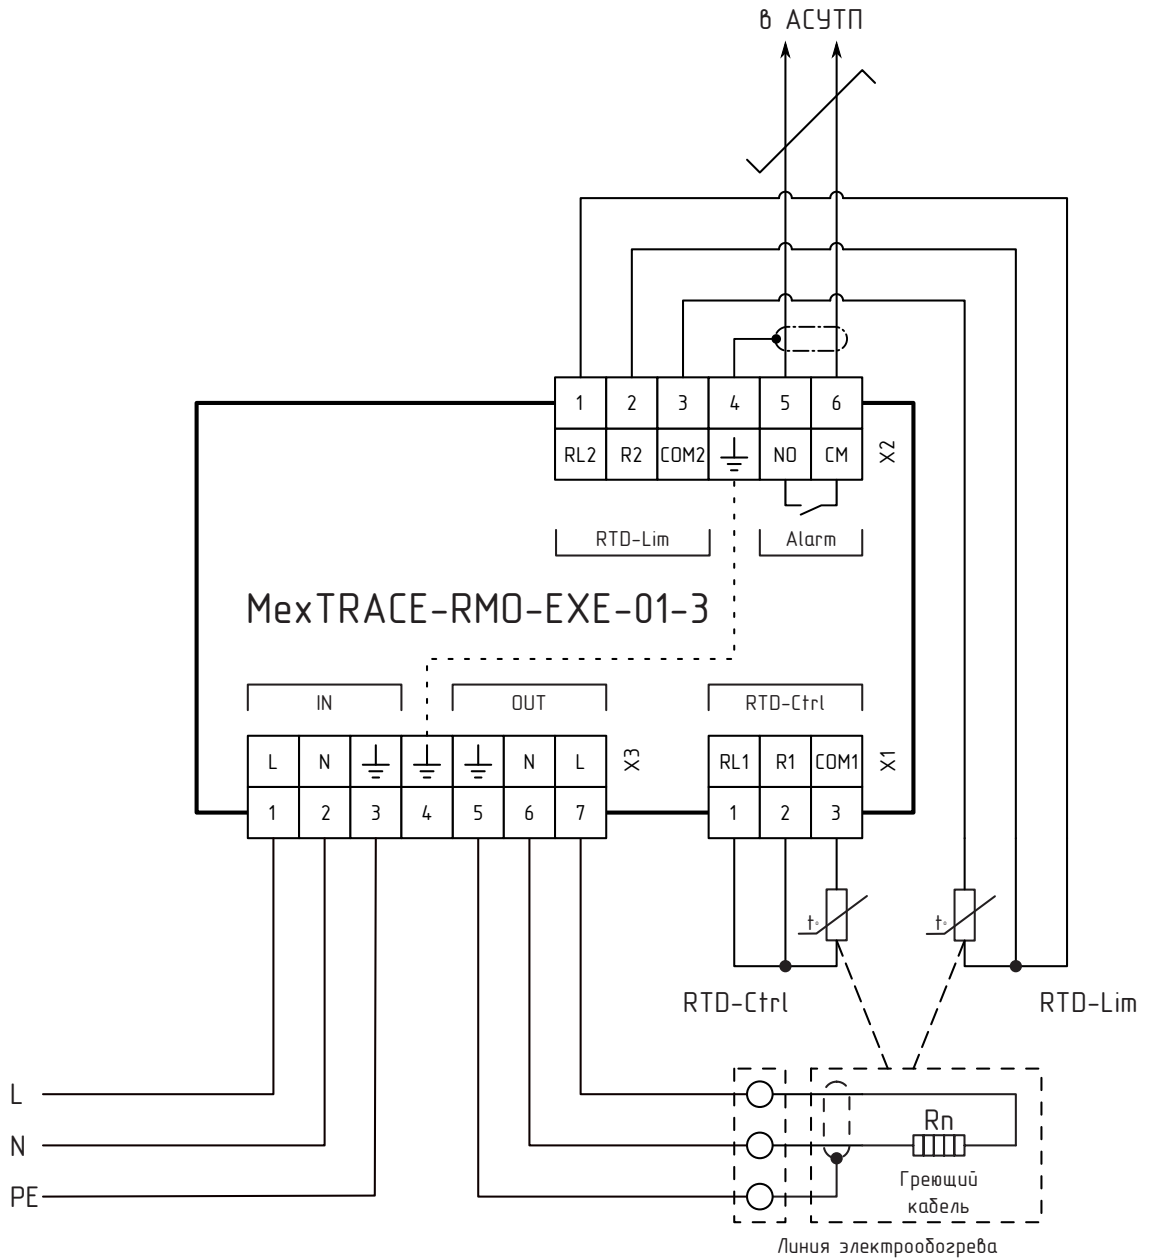 в АСУТП
1 2 3 4 5 6
RL2 R2 COM2 NO CM X2
RTD-Lim Alarm
MexTRACE-RMO-EXE-01-3
IN OUT RTD-Ctrl
L N N L X3 RL1 R1 COM1 X1
1 2 3 4 5 6 7 1 2 3
t° t°
RTD-Ctrl RTD-Lim
L
N
PE
Rn
Греющий
кабель
Линия электрообогрева